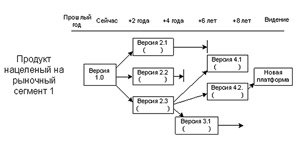 Прошлый год
Сейчас
+2 года
+4 года
+6 лет
+8 лет
Видение
Продукт
нацеленый на
рыночный
сегмент 1
Версия
1.0
Версия 2.1
( )
Версия 2.2
( )
Версия 2.3
( )
Версия 4.1
( )
Версия 4.2.
( )
Новая
платформа
Версия 3.1
( )